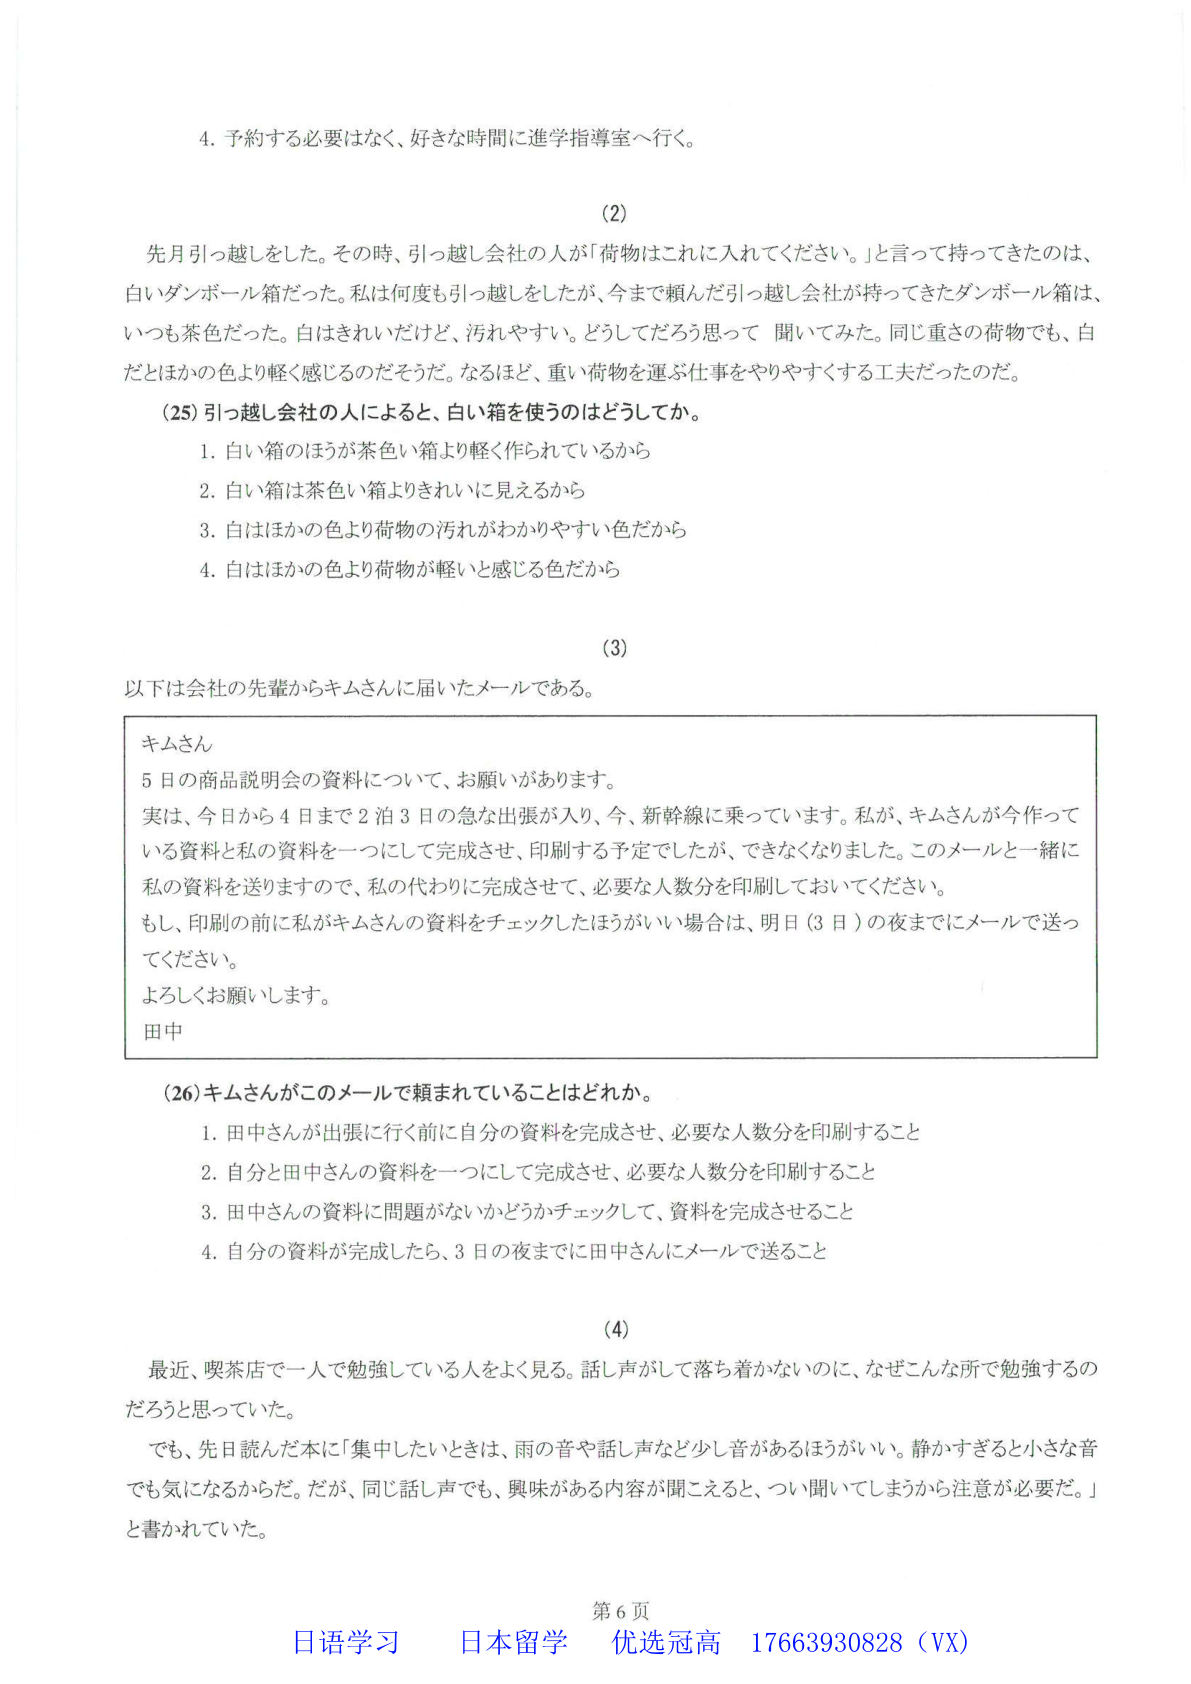 4. 予約する必要はなく、好きな時間に進学指導室へ行く。
(2)
先月引っ越しをした。その時、引っ越し会社の人が「荷物はこれに入れてください。」と言って持ってきたのは、
白いダンボール箱だった。私は何度も引っ越しをしたが、今まで頼んだ引っ越し会社が持ってきたダンボール箱は、
いつも茶色だった。白はきれいだけど、汚れやすい。どうしてだろう思って 聞いてみた。同じ重さの荷物でも、白
だとほかの色より軽く感じるのだそうだ。なるほど、重い荷物を運ぶ仕事をやりやすくする工夫だったのだ。
(25) 引っ越し会社の人によると、白い箱を使うのはどうしてか。
1. 白い箱のほうが茶色い箱より軽く作られているから
2. 白い箱は茶色い箱よりきれいに見えるから
3. 白はほかの色より荷物の汚れがわかりやすい色だから
4. 白はほかの色より荷物が軽いと感じる色だから
(3)
以下は会社の先輩からキムさんに届いたメールである。
キムさん
5 日の商品説明会の資料について、お願いがあります。
実は、今日から 4 日まで 2 泊 3 日の急な出張が入り、今、新幹線に乗っています。私が、キムさんが今作って
いる資料と私の資料を一つにして完成させ、印刷する予定でしたが、できなくなりました。このメールと一緒に
私の資料を送りますので、私の代わりに完成させて、必要な人数分を印刷しておいてください。
もし、印刷の前に私がキムさんの資料をチェックしたほうがいい場合は、明日(3 日)の夜までにメールで送っ
てください。
よろしくお願いします。
田中
(26)キムさんがこのメールで頼まれていることはどれか。
1. 田中さんが出張に行く前に自分の資料を完成させ、必要な人数分を印刷すること
2. 自分と田中さんの資料を一つにして完成させ、必要な人数分を印刷すること
3. 田中さんの資料に問題がないかどうかチェックして、資料を完成させること
4. 自分の資料が完成したら、3 日の夜までに田中さんにメールで送ること
(4)
最近、喫茶店で一人で勉強している人をよく見る。話し声がして落ち着かないのに、なぜこんな所で勉強するの
だろうと思っていた。
でも、先日読んだ本に「集中したいときは、雨の音や話し声など少し音があるほうがいい。静かすぎると小さな音
でも気になるからだ。だが、同じ話し声でも、興味がある内容が聞こえると、つい聞いてしまうから注意が必要だ。」
と書かれていた。
第 6 页
日语学习 日本留学 优选冠高 17663930828（VX)